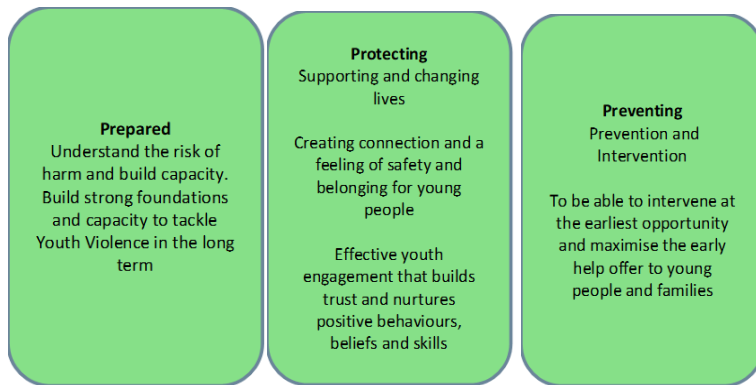 Prepared
Understand the risk of
harm and build capacity.
Build strong foundations
and capacity to tackle
Youth Violence in the long
term
Protecting
Supporting and changing
lives
Creating connection and a
feeling of safety and
belonging for young
people
Effective youth
engagement that builds
trust and nurtures
positive behaviours,
beliefs and skills
Preventing
Prevention and
Intervention
To be able to intervene at
the earliest opportunity
and maximise the early
help offer to young
people and families